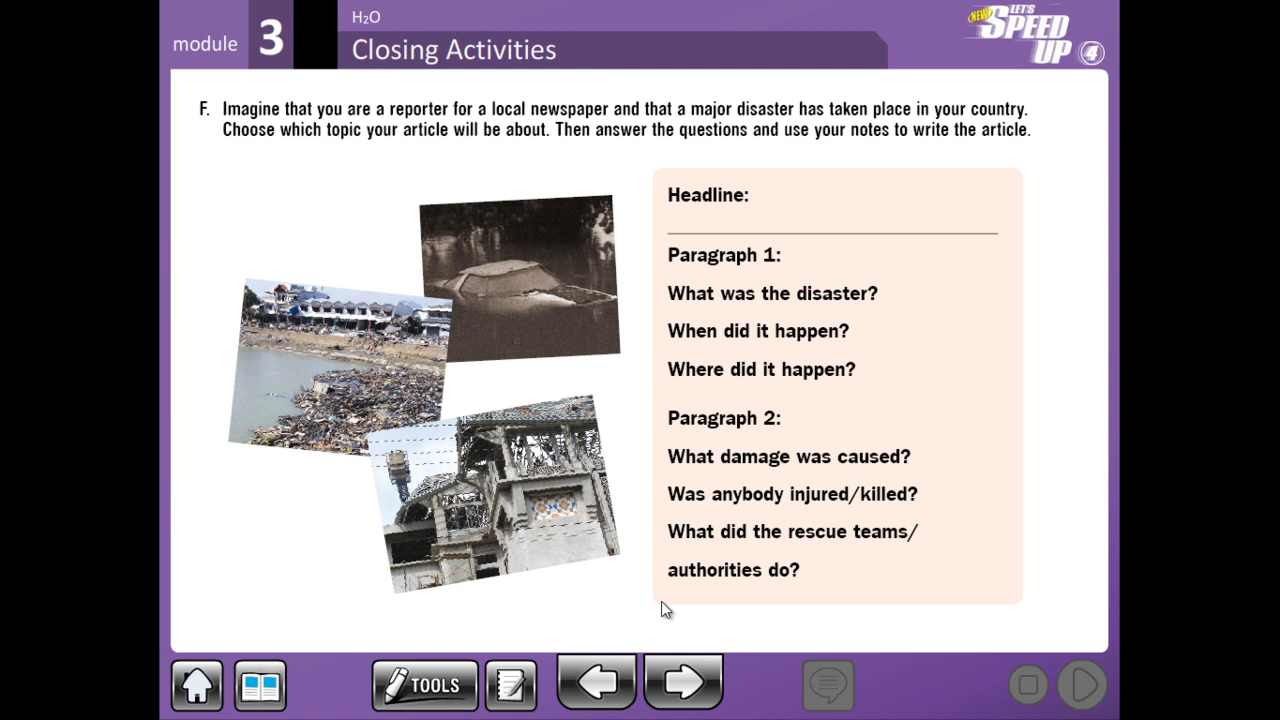 H₂O
module 3
Closing Activities
NEW LET'S
SPEED
UP 4
F. Imagine that you are a reporter for a local newspaper and that a major disaster has taken place in your country.
Choose which topic your article will be about. Then answer the questions and use your notes to write the article.
Headline:
Paragraph 1:
What was the disaster?
When did it happen?
Where did it happen?
Paragraph 2:
What damage was caused?
Was anybody injured/killed?
What did the rescue teams/
authorities do?
TOOLS